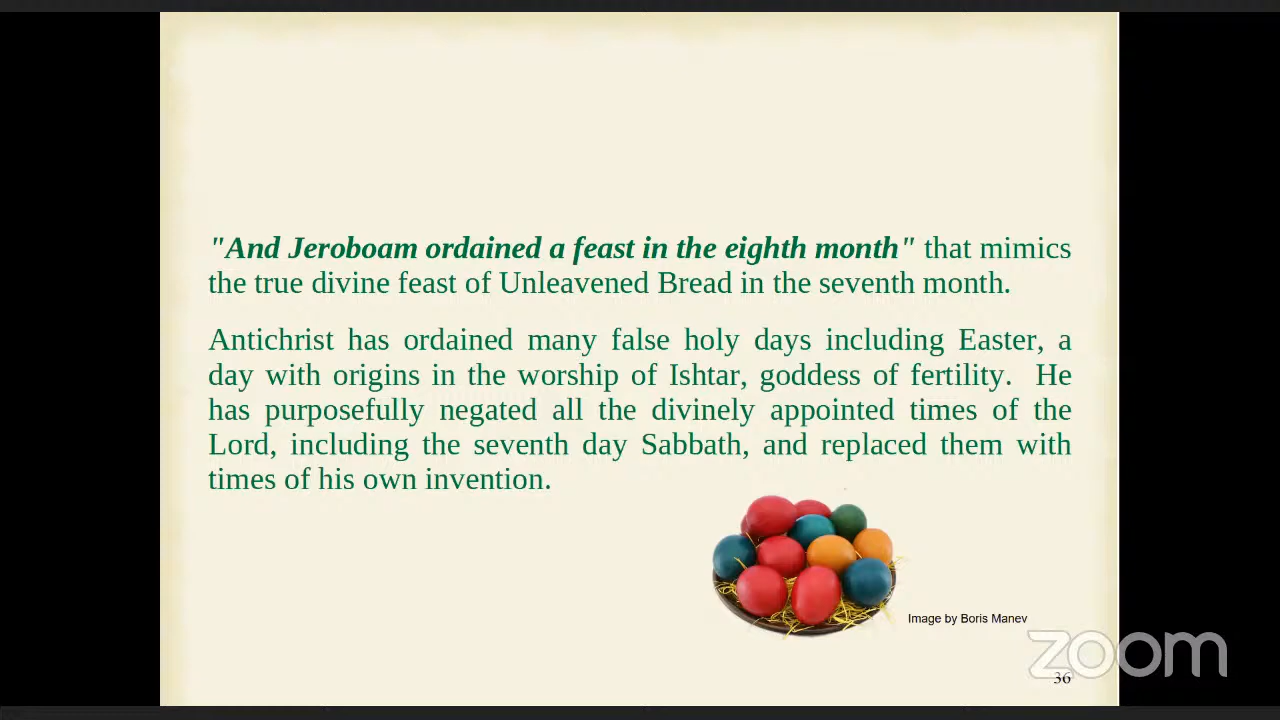 "And Jeroboam ordained a feast in the eighth month" that mimics
the true divine feast of Unleavened Bread in the seventh month.
Antichrist has ordained many false holy days including Easter, a
day with origins in the worship of Ishtar, goddess of fertility.  He
has purposefully negated all the divinely appointed times of the
Lord, including the seventh day Sabbath, and replaced them with
times of his own invention.
Image by Boris Manev
zoom
36